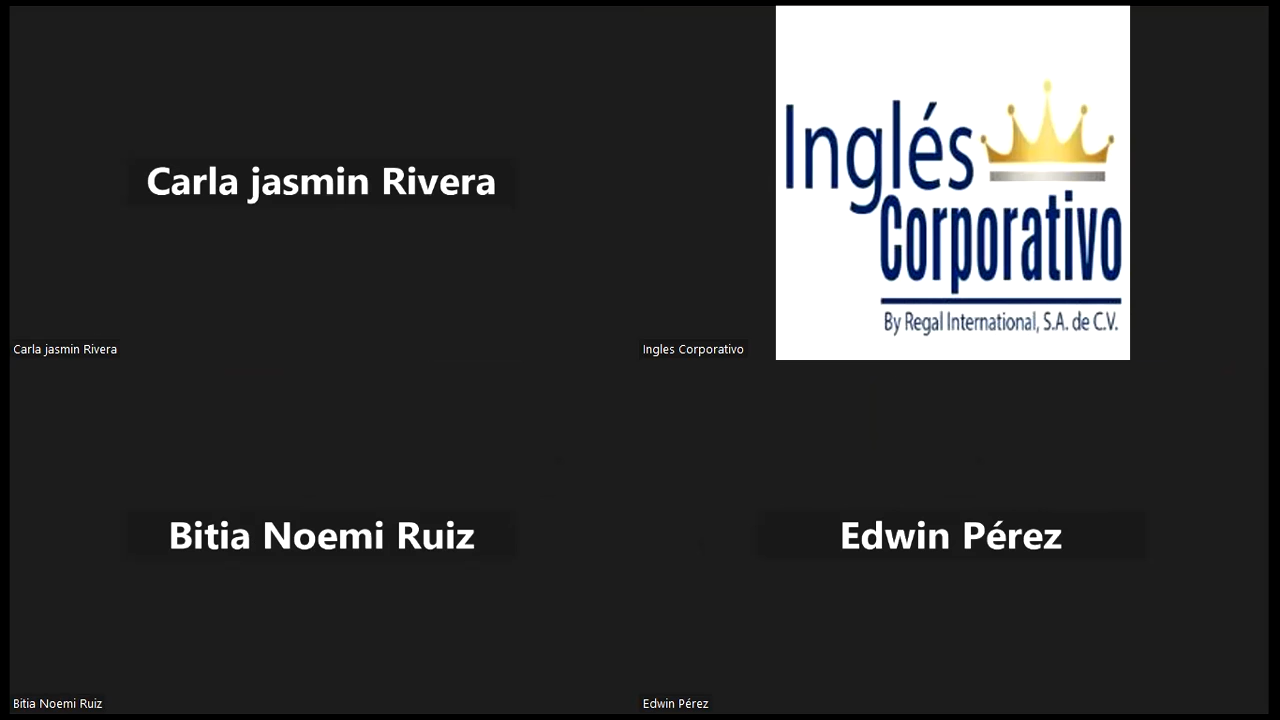 Carla jasmin Rivera
Carla jasmin Rivera
Inglés
Corporativo
By Regal International, S.A. de C.V.
Ingles Corporativo
Bitia Noemi Ruiz
Bitia Noemi Ruiz
Edwin Pérez
Edwin Pérez